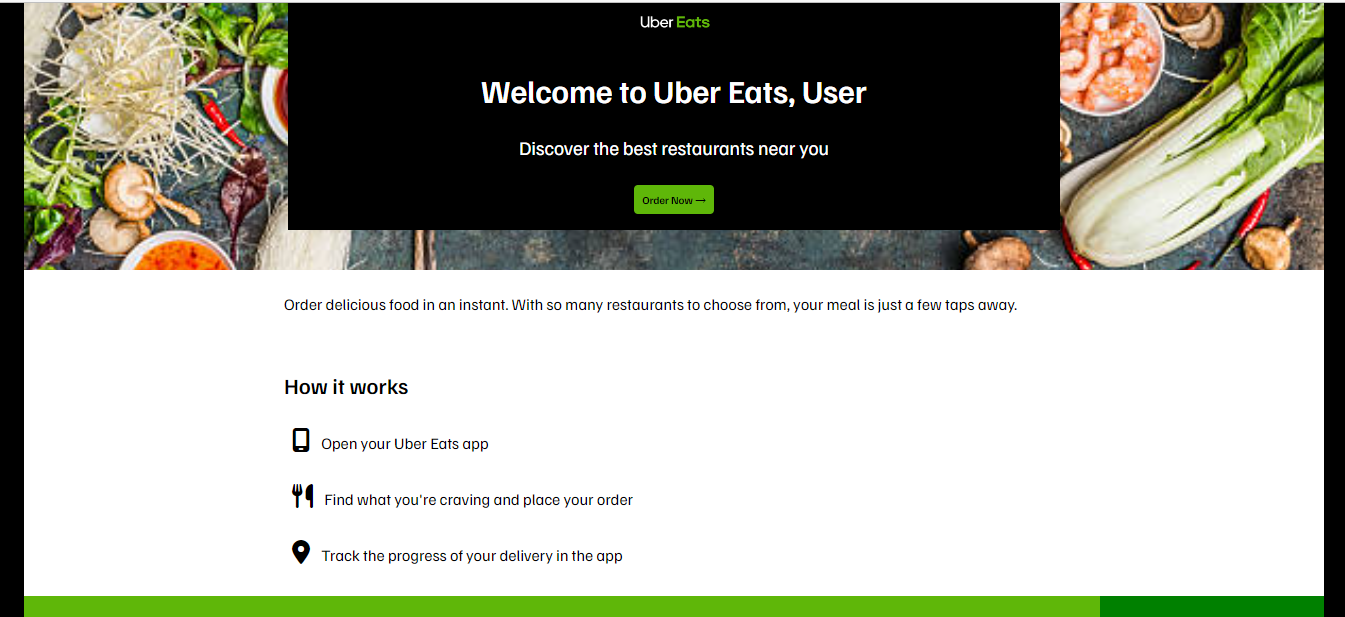 Uber Eats
Welcome to Uber Eats, User
Discover the best restaurants near you
Order Now →
Order delicious food in an instant. With so many restaurants to choose from, your meal is just a few taps away.
How it works
Open your Uber Eats app
Find what you're craving and place your order
Track the progress of your delivery in the app